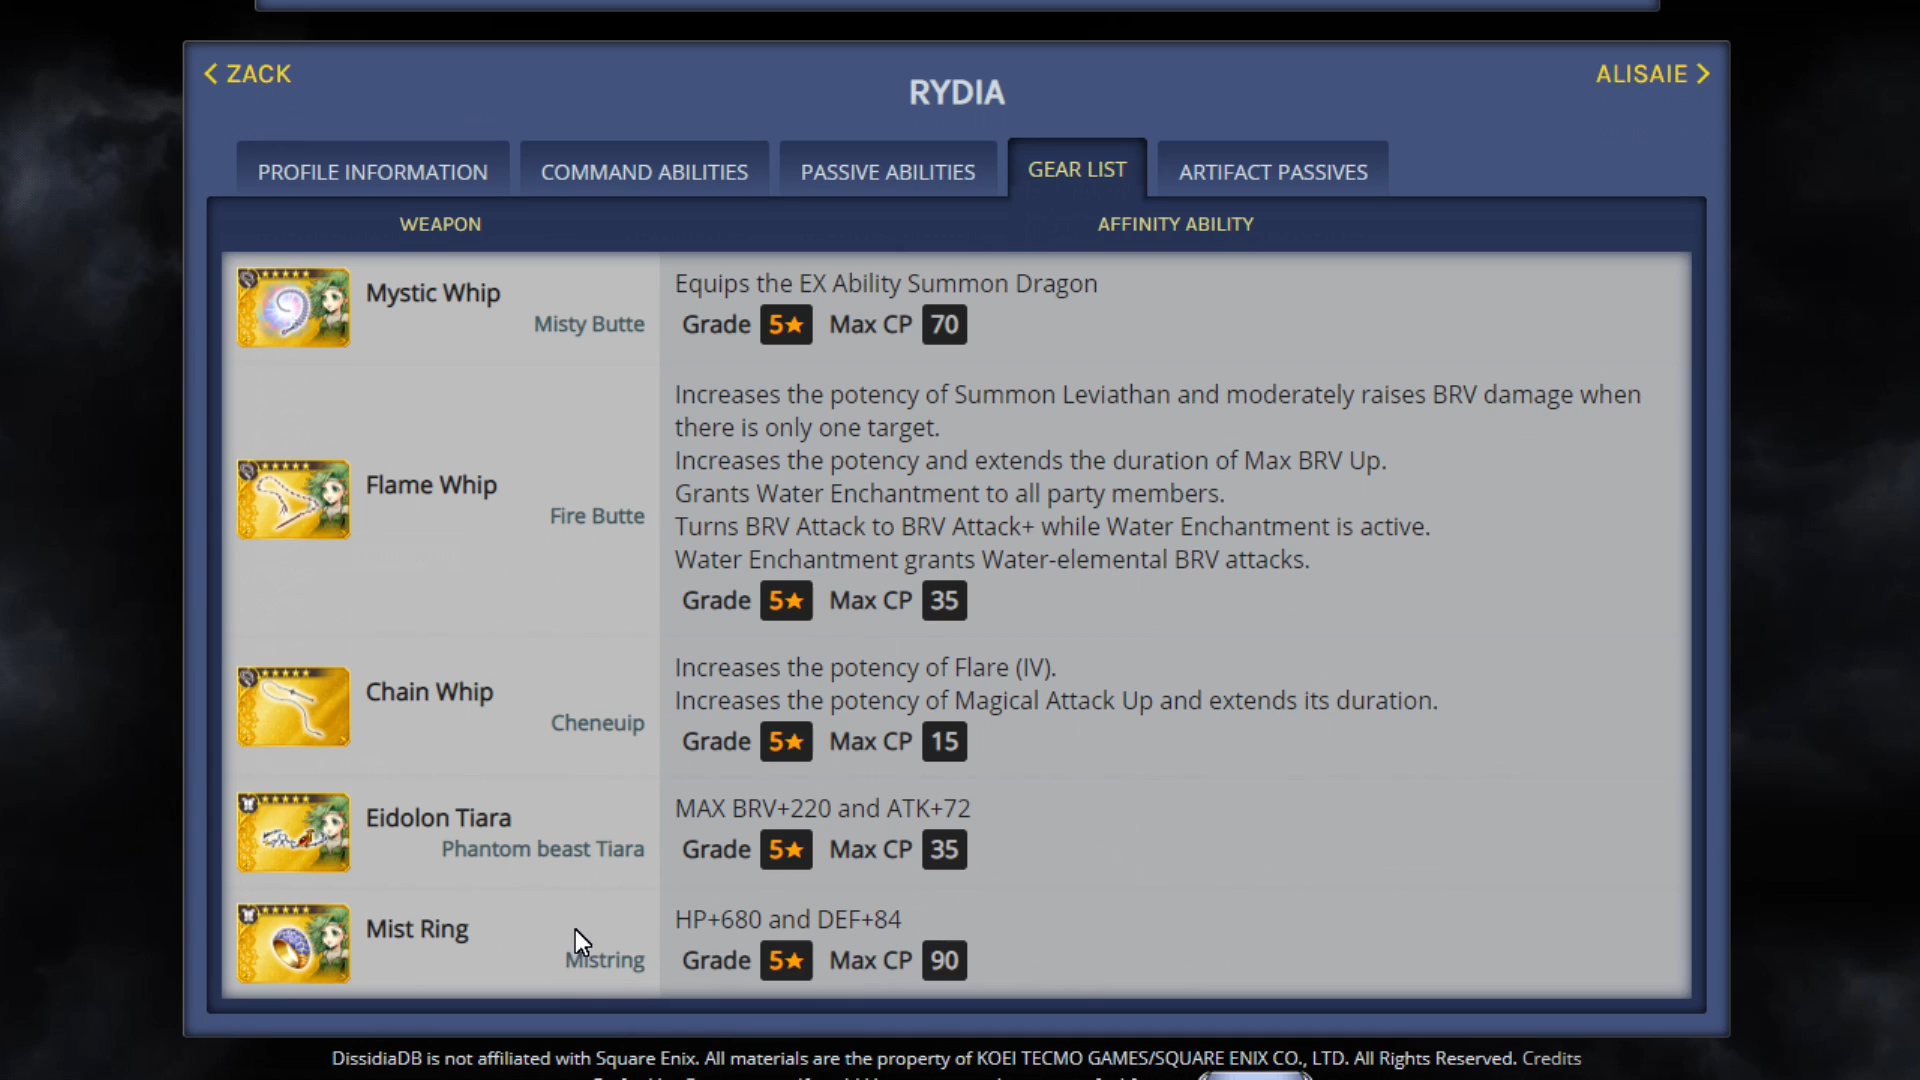 ZACK
ALISAIE
RYDIA
PROFILE INFORMATION COMMAND ABILITIES PASSIVE ABILITIES GEAR LIST ARTIFACT PASSIVES
WEAPON AFFINITY ABILITY
Mystic Whip
Misty Butte
Equips the EX Ability Summon Dragon
Grade 5★ Max CP 70
Flame Whip
Fire Butte
Increases the potency of Summon Leviathan and moderately raises BRV damage when
there is only one target.
Increases the potency and extends the duration of Max BRV Up.
Grants Water Enchantment to all party members.
Turns BRV Attack to BRV Attack+ while Water Enchantment is active.
Water Enchantment grants Water-elemental BRV attacks.
Grade 5★ Max CP 35
Chain Whip
Cheneuip
Increases the potency of Flare (IV).
Increases the potency of Magical Attack Up and extends its duration.
Grade 5★ Max CP 15
Eidolon Tiara
Phantom beast Tiara
MAX BRV+220 and ATK+72
Grade 5★ Max CP 35
Mist Ring
Mistring
HP+680 and DEF+84
Grade 5★ Max CP 90
DissidiaDB is not affiliated with Square Enix. All materials are the property of KOEI TECMO GAMES/SQUARE ENIX CO., LTD. All Rights Reserved. Credits